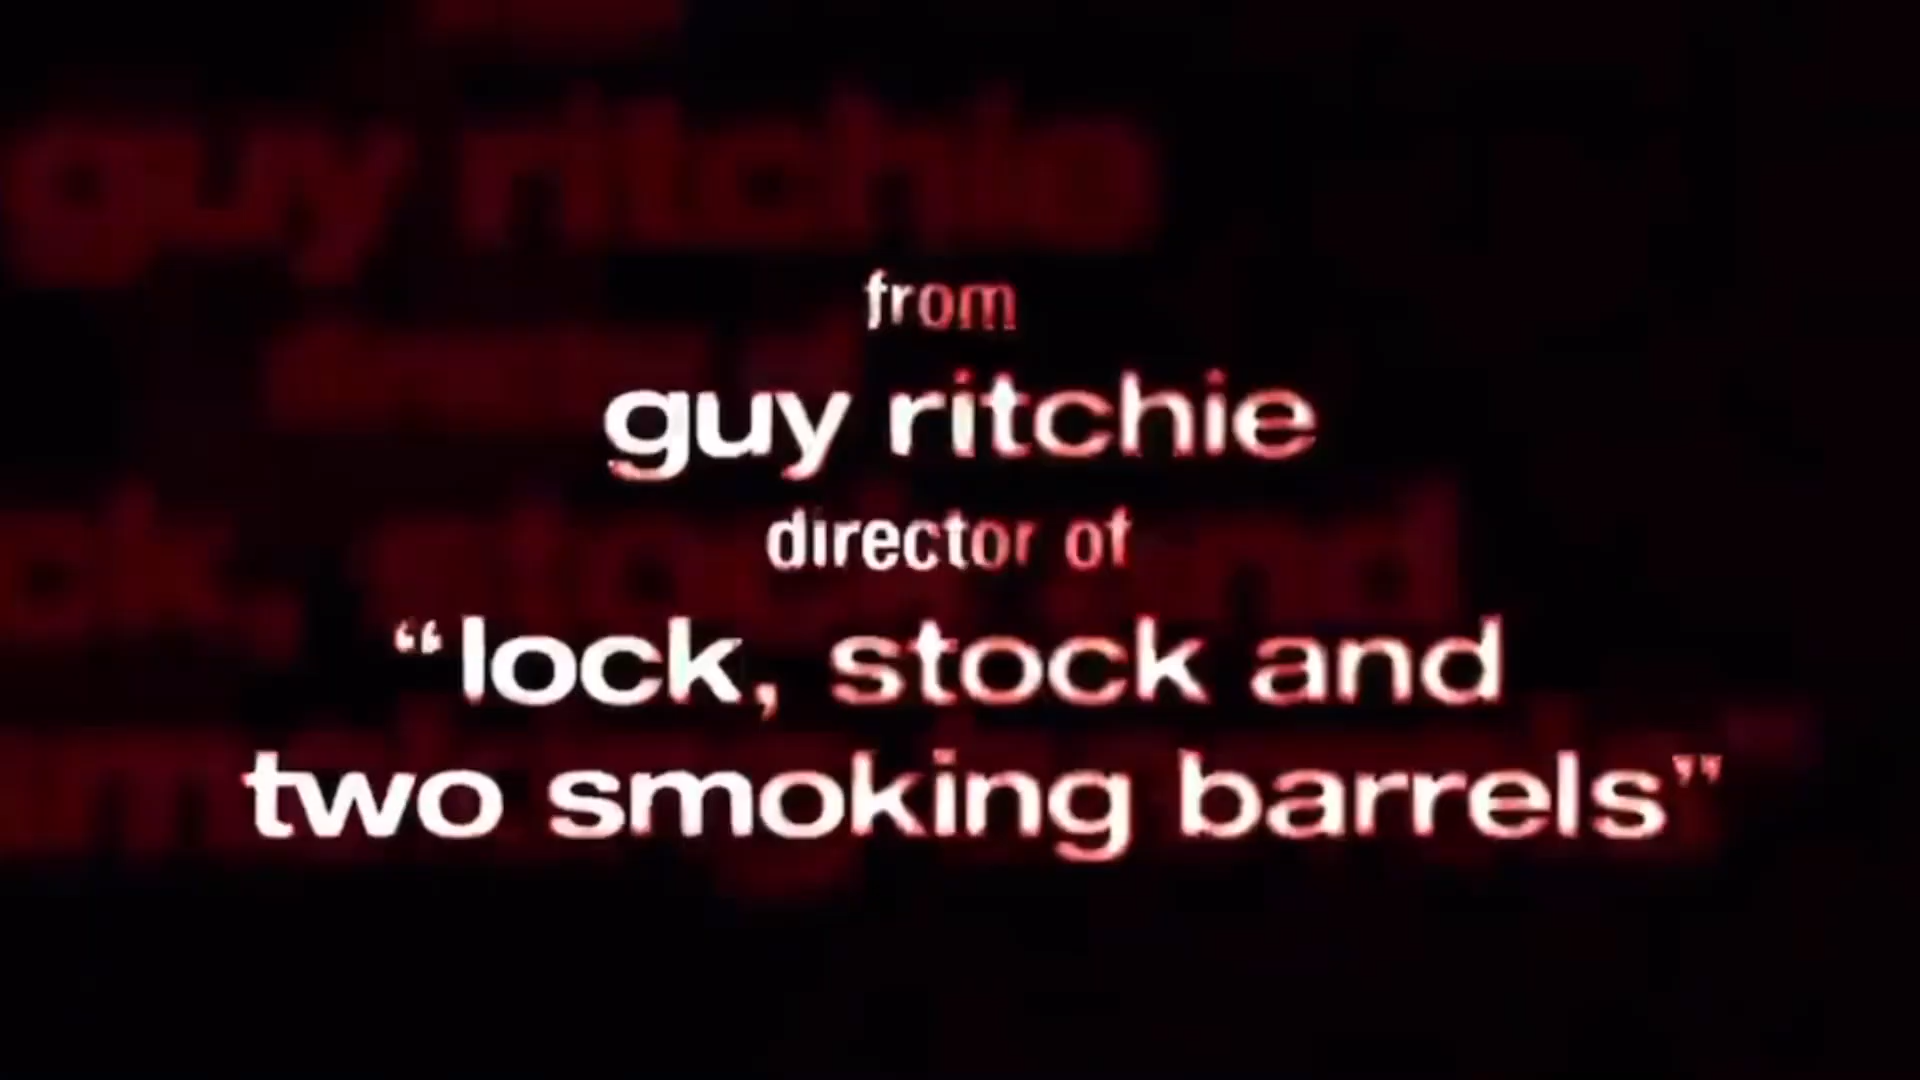 from
guy ritchie
director of
“lock, stock and
two smoking barrels”